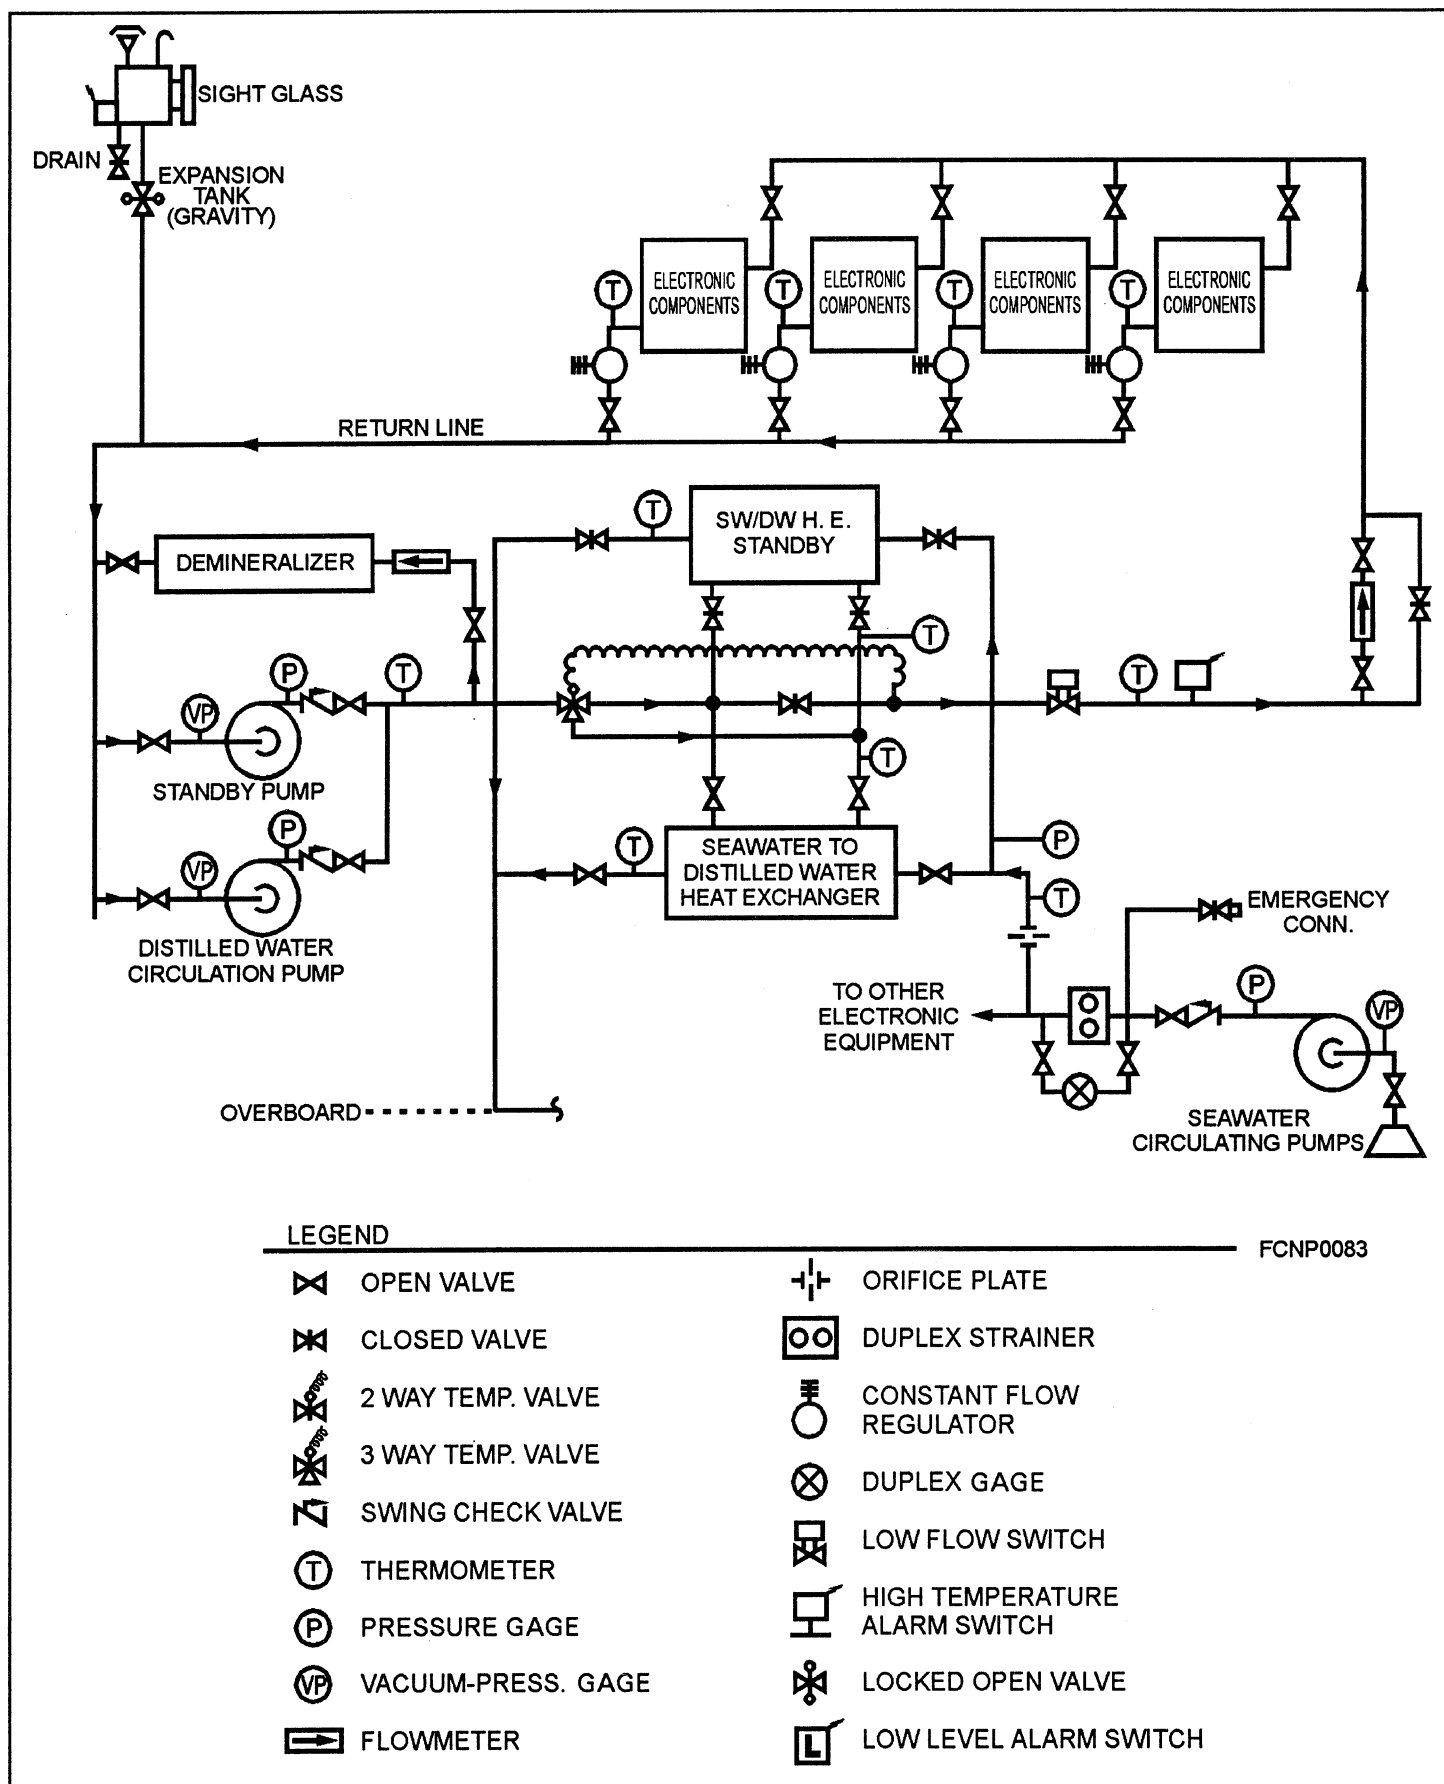 SIGHT GLASS
DRAIN
EXPANSION
TANK
(GRAVITY)
ELECTRONIC
COMPONENTS
ELECTRONIC
COMPONENTS
ELECTRONIC
COMPONENTS
ELECTRONIC
COMPONENTS
T
T
T
T
RETURN LINE
T
SW/DW H. E.
STANDBY
DEMINERALIZER
T
P
T
T
VP
T
STANDBY PUMP
P
T
SEAWATER TO
DISTILLED WATER
HEAT EXCHANGER
P
VP
T
DISTILLED WATER
CIRCULATION PUMP
EMERGENCY
CONN.
TO OTHER
ELECTRONIC
EQUIPMENT
P
VP
OVERBOARD
SEAWATER
CIRCULATING PUMPS
LEGEND
FCNP0083
OPEN VALVE
CLOSED VALVE
2 WAY TEMP. VALVE
3 WAY TEMP. VALVE
SWING CHECK VALVE
T THERMOMETER
P PRESSURE GAGE
VP VACUUM-PRESS. GAGE
FLOWMETER
ORIFICE PLATE
DUPLEX STRAINER
CONSTANT FLOW
REGULATOR
DUPLEX GAGE
LOW FLOW SWITCH
HIGH TEMPERATURE
ALARM SWITCH
LOCKED OPEN VALVE
L LOW LEVEL ALARM SWITCH